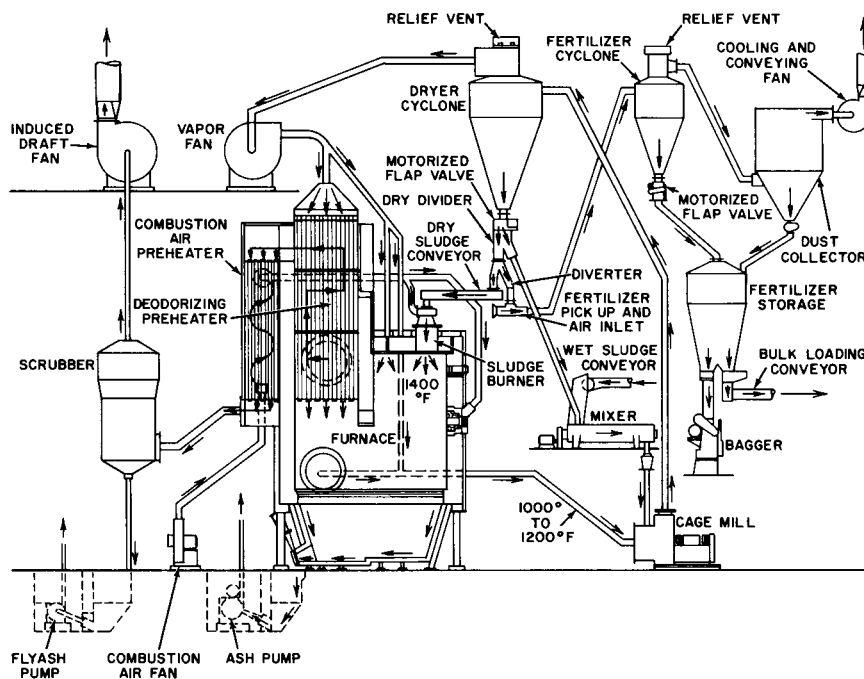 RELIEF VENT
RELIEF VENT
FERTILIZER
CYCLONE
COOLING AND
CONVEYING
FAN
DRYER
CYCLONE
INDUCED
DRAFT
FAN
VAPOR
FAN
MOTORIZED
FLAP VALVE
DRY DIVIDER
DRY
SLUDGE
CONVEYOR
MOTORIZED
FLAP VALVE
COMBUSTION
AIR
PREHEATER
DUST
COLLECTOR
DIVERTER
DEODORIZING
PREHEATER
FERTILIZER
PICK UP AND
AIR INLET
FERTILIZER
STORAGE
SCRUBBER
SLUDGE
BURNER
WET SLUDGE
CONVEYOR
BULK LOADING
CONVEYOR
1400
°F
MIXER
FURNACE
BAGGER
1000°
TO
1200°F
CAGE MILL
FLYASH
PUMP
COMBUSTION
AIR FAN
ASH PUMP